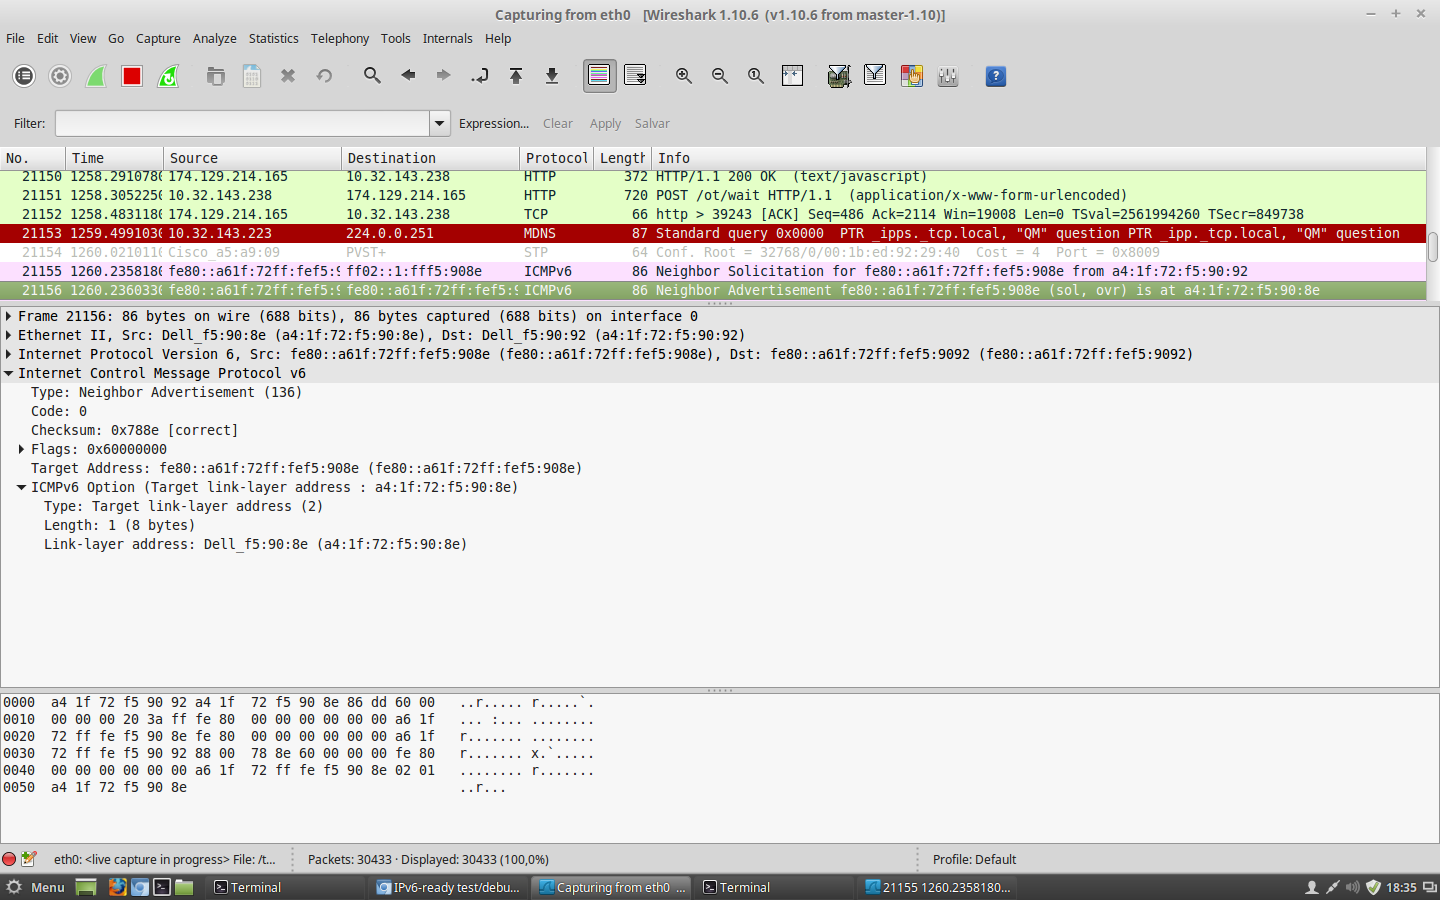 Capturing from eth0 [Wireshark 1.10.6 (v1.10.6 from master-1.10)]
File Edit View Go Capture Analyze Statistics Telephony Tools Internals Help
Filter: Expression... Clear Apply Salvar
No. Time Source Destination Protocol Length Info
21150 1258.2910780 174.129.214.165 10.32.143.238 HTTP 372 HTTP/1.1 200 OK (text/javascript)
21151 1258.3052250 10.32.143.238 174.129.214.165 HTTP 720 POST /ot/wait HTTP/1.1 (application/x-www-form-urlencoded)
21152 1258.4831180 174.129.214.165 10.32.143.238 TCP 66 http > 39243 [ACK] Seq=486 Ack=2114 Win=19008 Len=0 TSval=2561994260 TSecr=849738
21153 1259.4991030 10.32.143.223 224.0.0.251 MDNS 87 Standard query 0x0000 PTR _ipps._tcp.local, "QM" question PTR _ipp._tcp.local, "QM" question
21154 1260.0210110 Cisco_a5:a9:09 PVST+ STP 64 Conf. Root = 32768/0/00:1b:ed:92:29:40 Cost = 4 Port = 0x8009
21155 1260.2358180 fe80::a61f:72ff:fef5:9 ff02::1:fff5:908e ICMPv6 86 Neighbor Solicitation for fe80::a61f:72ff:fef5:908e from a4:1f:72:f5:90:92
21156 1260.2360330 fe80::a61f:72ff:fef5:9 fe80::a61f:72ff:fef5:9 ICMPv6 86 Neighbor Advertisement fe80::a61f:72ff:fef5:908e (sol, ovr) is at a4:1f:72:f5:90:8e
Frame 21156: 86 bytes on wire (688 bits), 86 bytes captured (688 bits) on interface 0
Ethernet II, Src: Dell_f5:90:8e (a4:1f:72:f5:90:8e), Dst: Dell_f5:90:92 (a4:1f:72:f5:90:92)
Internet Protocol Version 6, Src: fe80::a61f:72ff:fef5:908e (fe80::a61f:72ff:fef5:908e), Dst: fe80::a61f:72ff:fef5:9092 (fe80::a61f:72ff:fef5:9092)
Internet Control Message Protocol v6
Type: Neighbor Advertisement (136)
Code: 0
Checksum: 0x788e [correct]
Flags: 0x60000000
Target Address: fe80::a61f:72ff:fef5:908e (fe80::a61f:72ff:fef5:908e)
ICMPv6 Option (Target link-layer address : a4:1f:72:f5:90:8e)
Type: Target link-layer address (2)
Length: 1 (8 bytes)
Link-layer address: Dell_f5:90:8e (a4:1f:72:f5:90:8e)
0000 a4 1f 72 f5 90 92 a4 1f 72 f5 90 8e 86 dd 60 00 ..r..... r.....`.
0010 00 00 00 20 3a ff fe 80 00 00 00 00 00 00 a6 1f ... :... ........
0020 72 ff fe f5 90 8e fe 80 00 00 00 00 00 00 a6 1f r....... ........
0030 72 ff fe f5 90 92 88 00 78 8e 60 00 00 00 fe 80 r....... x.`.....
0040 00 00 00 00 00 00 a6 1f 72 ff fe f5 90 8e 02 01 ........ r.......
0050 a4 1f 72 f5 90 8e ..r...
eth0: <live capture in progress> File: /t... Packets: 30433 · Displayed: 30433 (100,0%) Profile: Default
Menu Terminal IPv6-ready test/debu... Capturing from eth0 ... Terminal 21155 1260.2358180... 18:35